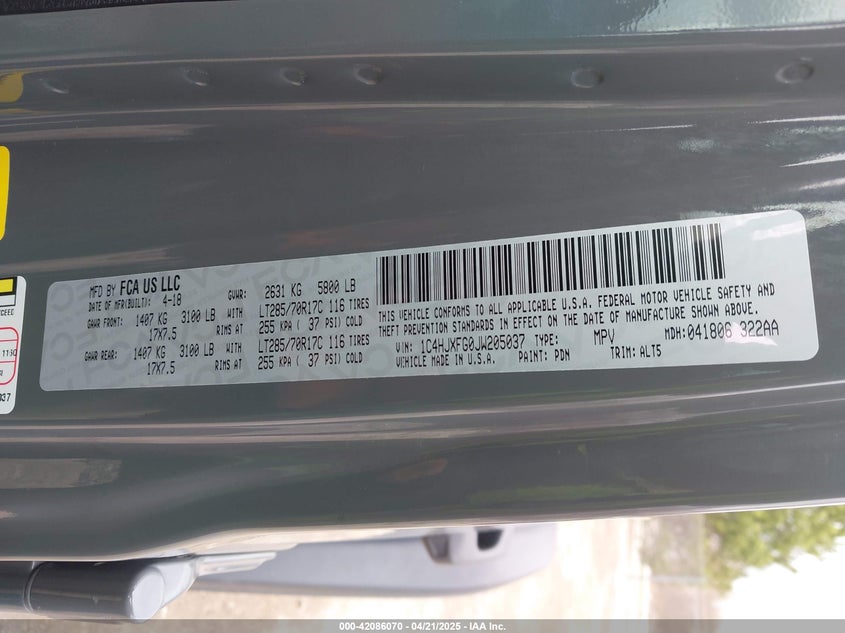 MFD BY FCA US LLC
DATE OF MFR(BUILT): 4-18 GVWR: 2631 KG 5800 LB
GAWR FRONT: 1407 KG 3100 LB WITH LT285/70R17C 116 TIRES
17X7.5 RIMS AT 255 KPA ( 37 PSI) COLD
GAWR REAR: 1407 KG 3100 LB WITH LT285/70R17C 116 TIRES
17X7.5 RIMS AT 255 KPA ( 37 PSI) COLD
THIS VEHICLE CONFORMS TO ALL APPLICABLE U.S.A. FEDERAL MOTOR VEHICLE SAFETY AND
THEFT PREVENTION STANDARDS IN EFFECT ON THE DATE OF MANUFACTURE SHOWN ABOVE.
VIN: 1C4HJXFG0JW205037 TYPE: MPV MDH:041806 322AA
MADE IN U.S.A. PAINT: PDN TRIM: ALT5
000-42086070 - 04/21/2025 - IAA Inc.